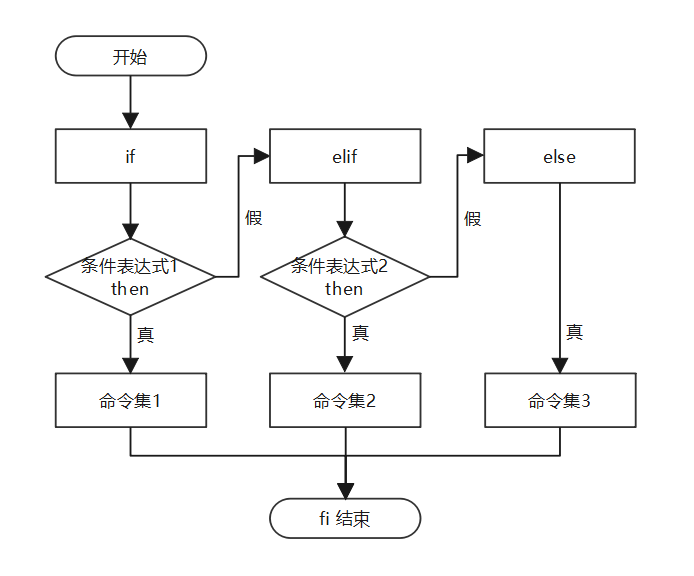 开始
if
elif
else
假
假
条件表达式1
then
条件表达式2
then
真
真
真
命令集1
命令集2
命令集3
fi 结束